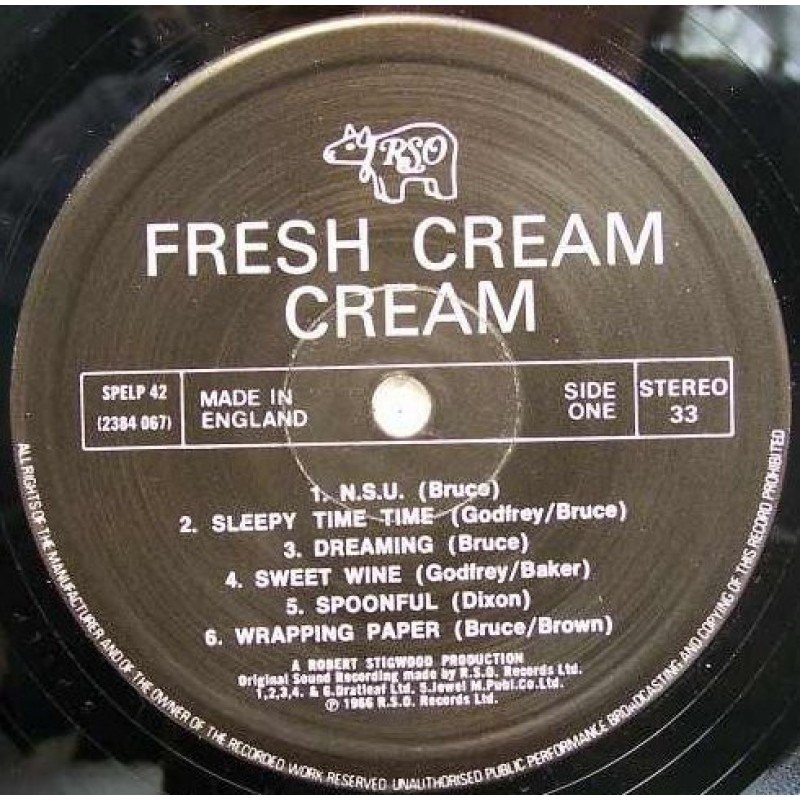 RSO
FRESH CREAM
CREAM
SPELP 42
(2384 067)
MADE IN
ENGLAND
SIDE
ONE
STEREO
33
1. N.S.U. (Bruce)
2. SLEEPY TIME TIME (Godfrey/Bruce)
3. DREAMING (Bruce)
4. SWEET WINE (Godfrey/Baker)
5. SPOONFUL (Dixon)
6. WRAPPING PAPER (Bruce/Brown)
A ROBERT STIGWOOD PRODUCTION
Original Sound Recording made by R.S.O. Records Ltd.
1,2,3,4. & 6.Dratleaf Ltd. 5.Jewel M.Publ.Co.Ltd.
℗ 1966 R.S.O. Records Ltd.
ALL RIGHTS OF THE MANUFACTURER AND OF THE OWNER OF THE RECORDED WORK RESERVED. UNAUTHORISED PUBLIC PERFORMANCE BROADCASTING AND COPYING OF THIS RECORD PROHIBITED